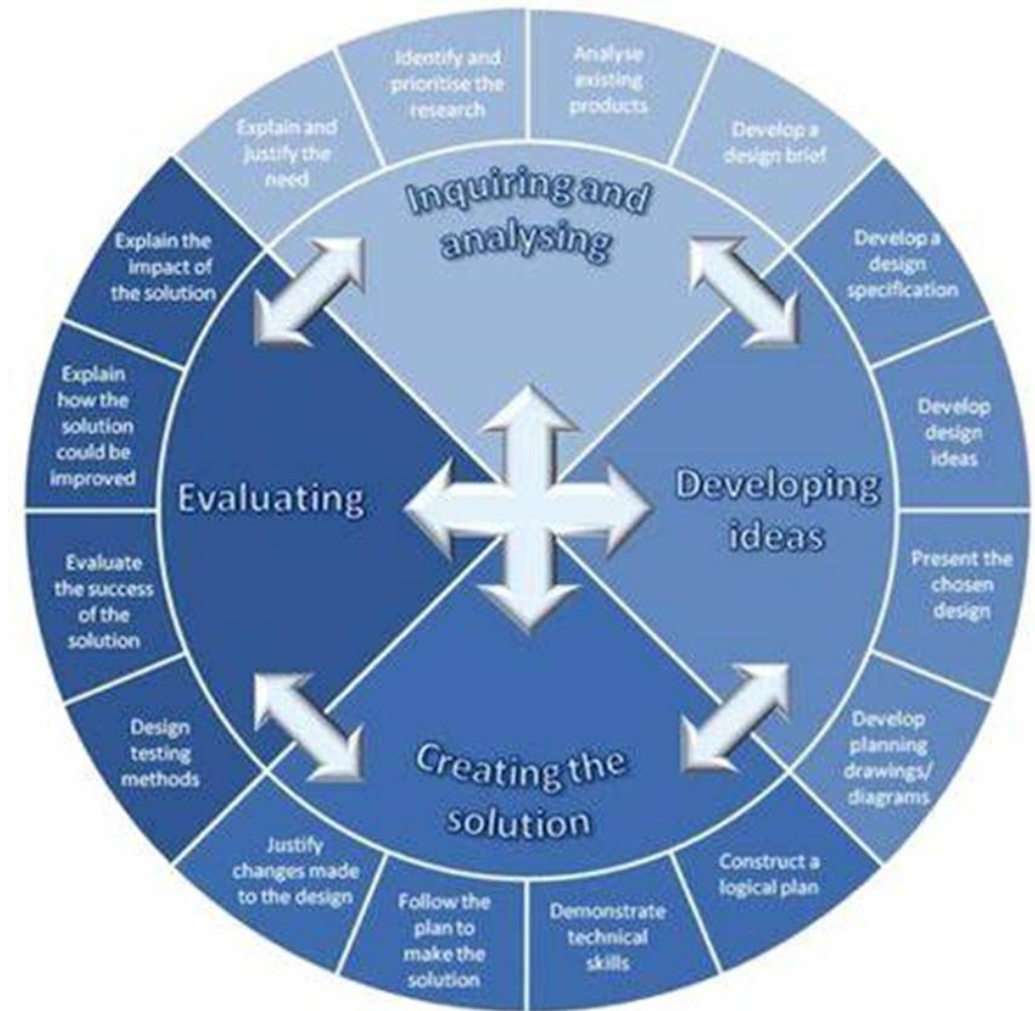 Inquiring and
analysing
Explain and
justify the
need
Identify and
prioritise the
research
Analyse
existing
products
Develop a
design brief
Developing
ideas
Develop a
design
specification
Develop
design
ideas
Present the
chosen
design
Develop
planning
drawings/
diagrams
Creating the
solution
Construct a
logical plan
Demonstrate
technical
skills
Follow the
plan to
make the
solution
Justify
changes made
to the design
Evaluating
Design
testing
methods
Evaluate
the success
of the
solution
Explain
how the
solution
could be
improved
Explain the
impact of
the solution